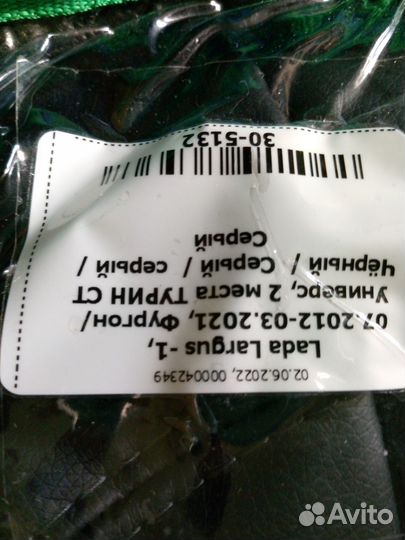 02.06.2022, 000042349
Lada Largus -1,
07.2012-03.2021, Фургон/
Универс, 2 места ТУРИН СТ
Чёрный / Серый / серый /
Серый
30-5132
Avito